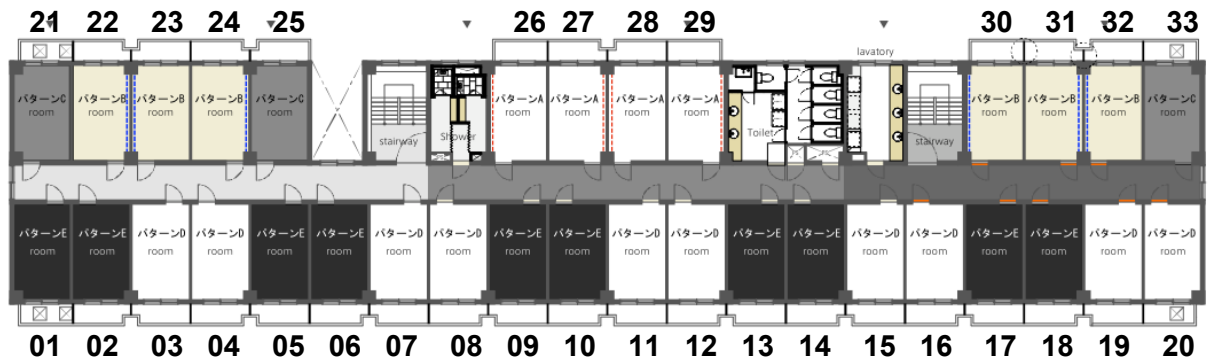 21 22 23 24 25 26 27 28 29 30 31 32 33
lavatory
パターンC パターンB パターンB パターンB パターンC パターンA パターンA パターンA パターンA パターンB パターンB パターンB パターンC
room room room room room room room room room room room room room
stairway Shower Toilet stairway
パターンE パターンE パターンD パターンD パターンE パターンE パターンD パターンD パターンE パターンE パターンD パターンD パターンE パターンE パターンD パターンD パターンE パターンE パターンD パターンD
room room room room room room room room room room room room room room room room room room room room
01 02 03 04 05 06 07 08 09 10 11 12 13 14 15 16 17 18 19 20